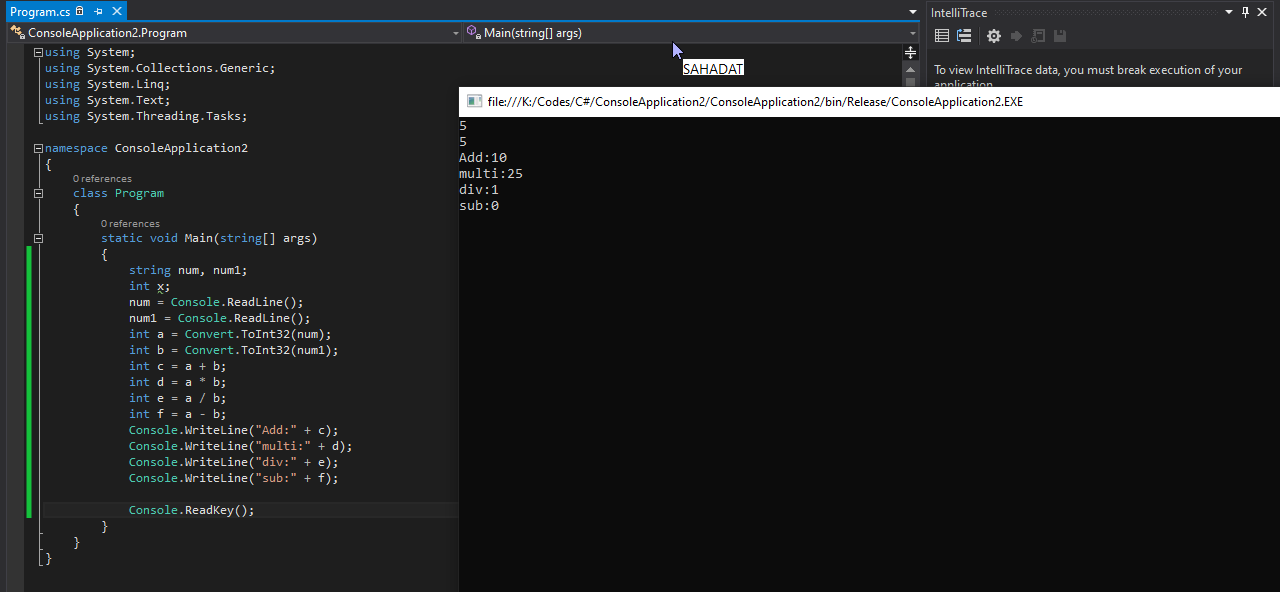 Program.cs
IntelliTrace
ConsoleApplication2.Program
Main(string[] args)
To view IntelliTrace data, you must break execution of your
application.
SAHADAT
using System;
using System.Collections.Generic;
using System.Linq;
using System.Text;
using System.Threading.Tasks;
namespace ConsoleApplication2
{
0 references
class Program
{
0 references
static void Main(string[] args)
{
string num, num1;
int x;
num = Console.ReadLine();
num1 = Console.ReadLine();
int a = Convert.ToInt32(num);
int b = Convert.ToInt32(num1);
int c = a + b;
int d = a * b;
int e = a / b;
int f = a - b;
Console.WriteLine("Add:" + c);
Console.WriteLine("multi:" + d);
Console.WriteLine("div:" + e);
Console.WriteLine("sub:" + f);
Console.ReadKey();
}
}
}
file:///K:/Codes/C#/ConsoleApplication2/ConsoleApplication2/bin/Release/ConsoleApplication2.EXE
5
5
Add:10
multi:25
div:1
sub:0